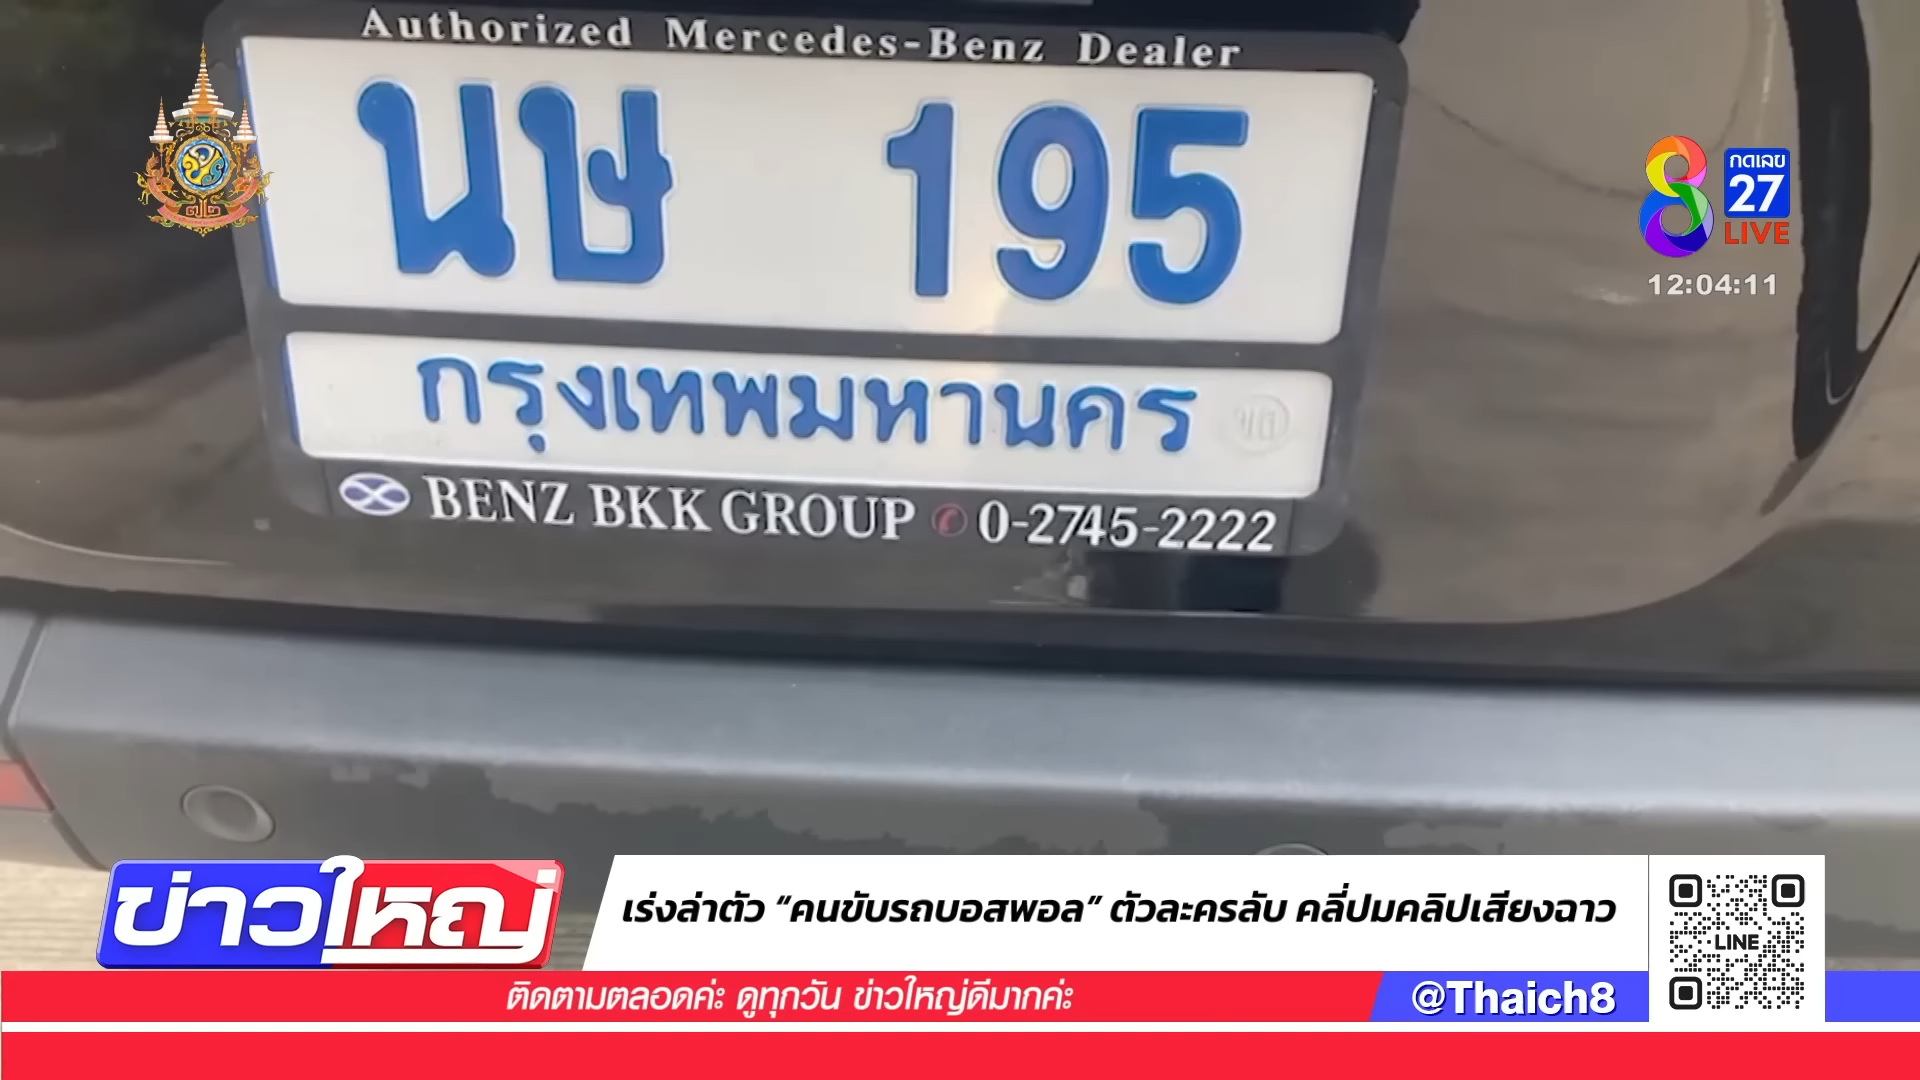 Authorized Mercedes-Benz Dealer
นษ 195
กรุงเทพมหานคร
BENZ BKK GROUP 0-2745-2222
กดเลข
27
LIVE
12:04:11
ข่าวใหญ่
เร่งล่าตัว “คนขับรถบอสพอล” ตัวละครลับ คลี่ปมคลิปเสียงฉาว
LINE
ติดตามตลอดค่ะ ดูทุกวัน ข่าวใหญ่ดีมากค่ะ
@Thaich8